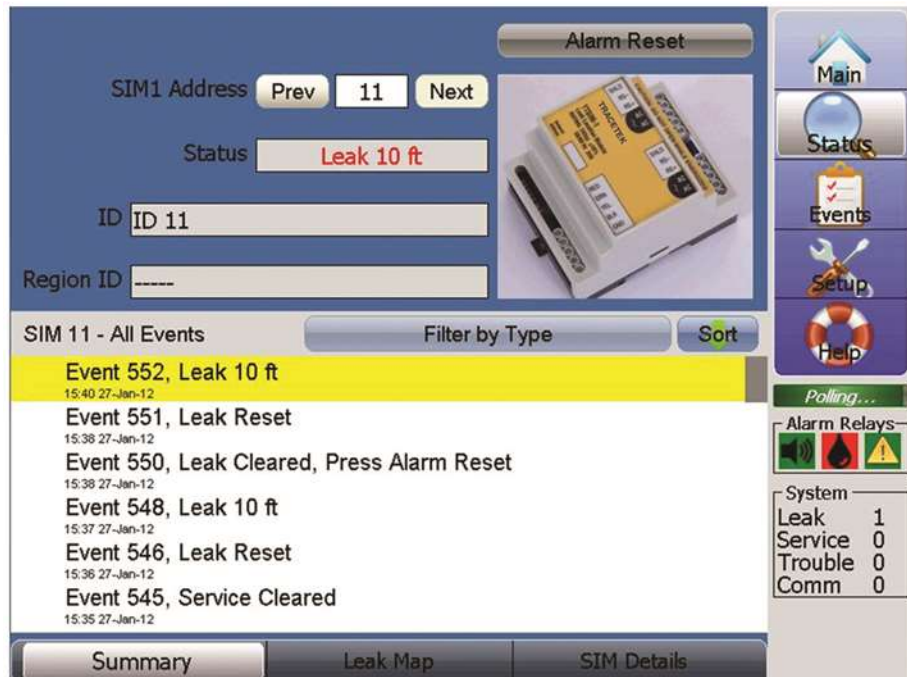 Alarm Reset
SIM1 Address Prev 11 Next
Status Leak 10 ft
ID ID 11
Region ID -----
TRACETEK
SIM 11 - All Events Filter by Type Sort
Event 552, Leak 10 ft
15:40 27-Jan-12
Event 551, Leak Reset
15:38 27-Jan-12
Event 550, Leak Cleared, Press Alarm Reset
15:38 27-Jan-12
Event 548, Leak 10 ft
15:37 27-Jan-12
Event 546, Leak Reset
15:36 27-Jan-12
Event 545, Service Cleared
15:35 27-Jan-12
Summary Leak Map SIM Details
Main
Status
Events
Setup
Help
Polling...
Alarm Relays
System
Leak 1
Service 0
Trouble 0
Comm 0